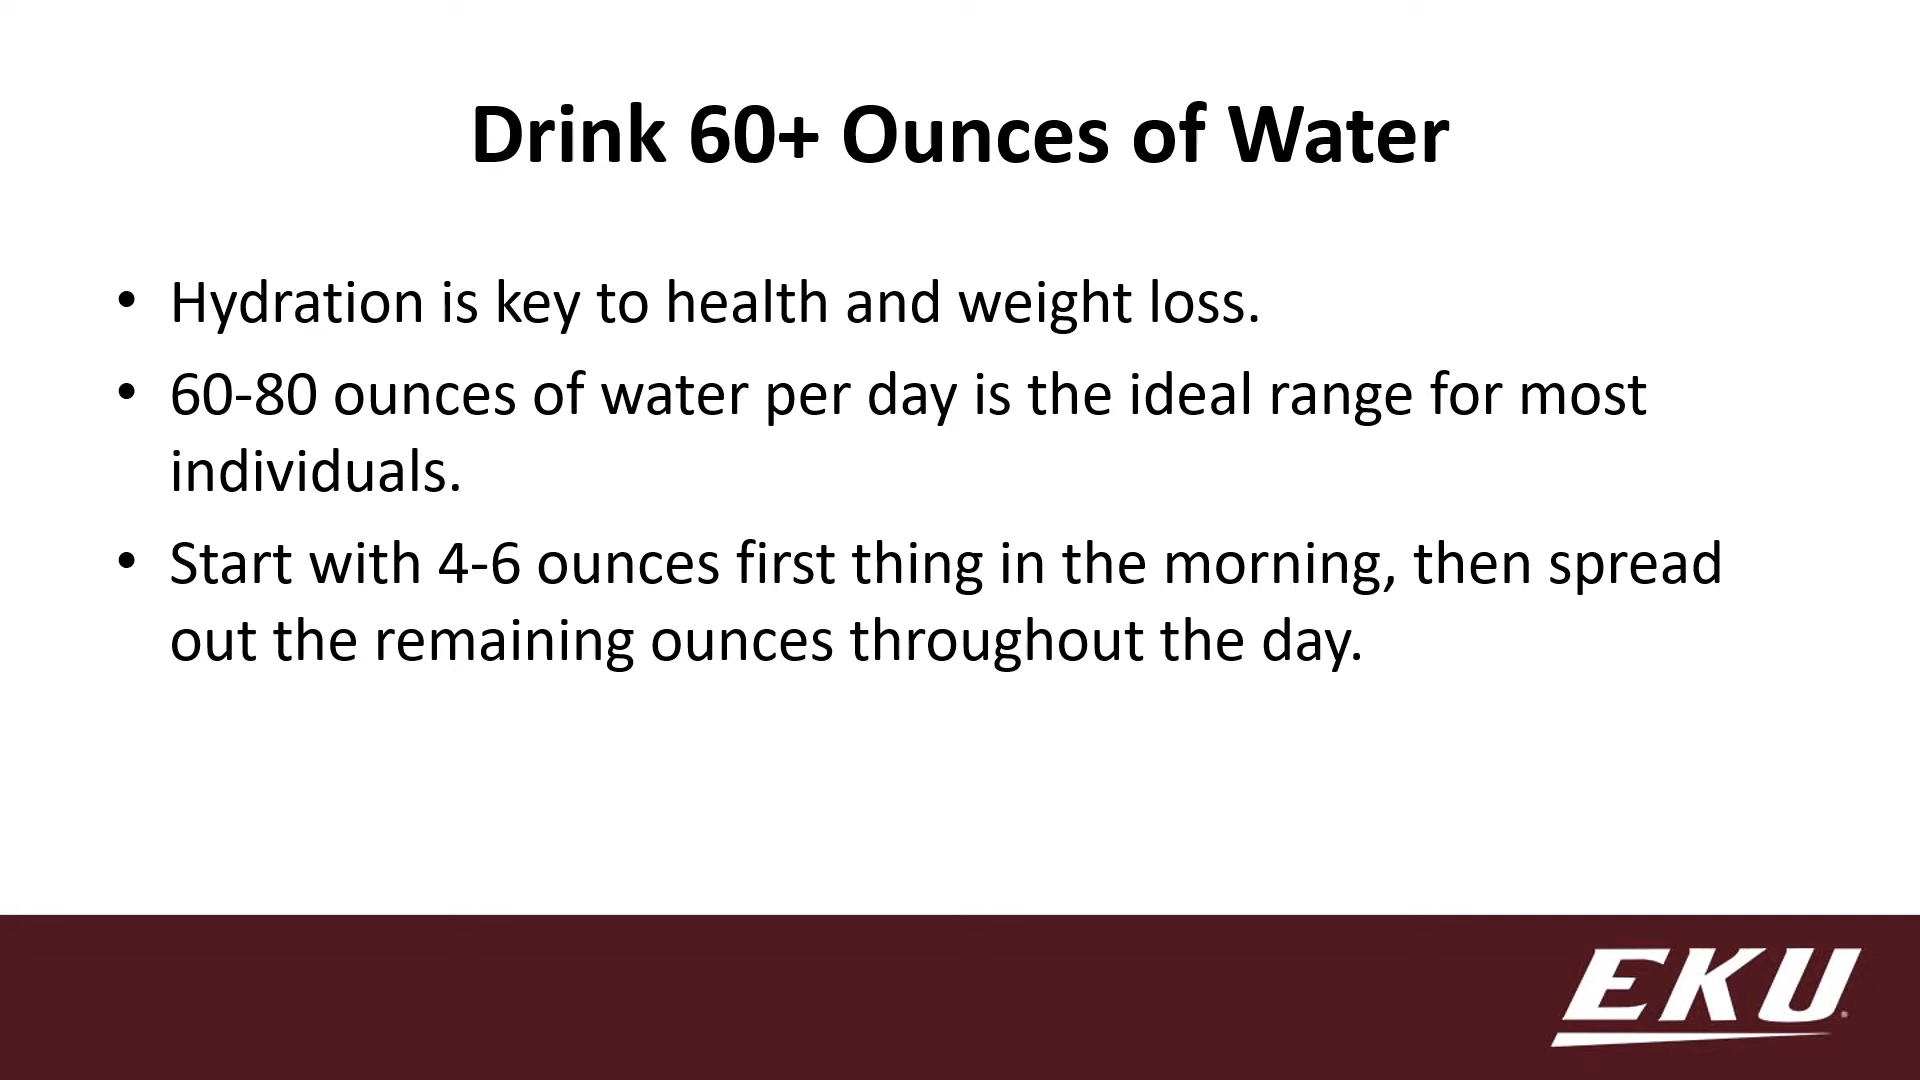 Drink 60+ Ounces of Water
• Hydration is key to health and weight loss.
• 60-80 ounces of water per day is the ideal range for most
individuals.
• Start with 4-6 ounces first thing in the morning, then spread
out the remaining ounces throughout the day.
EKU